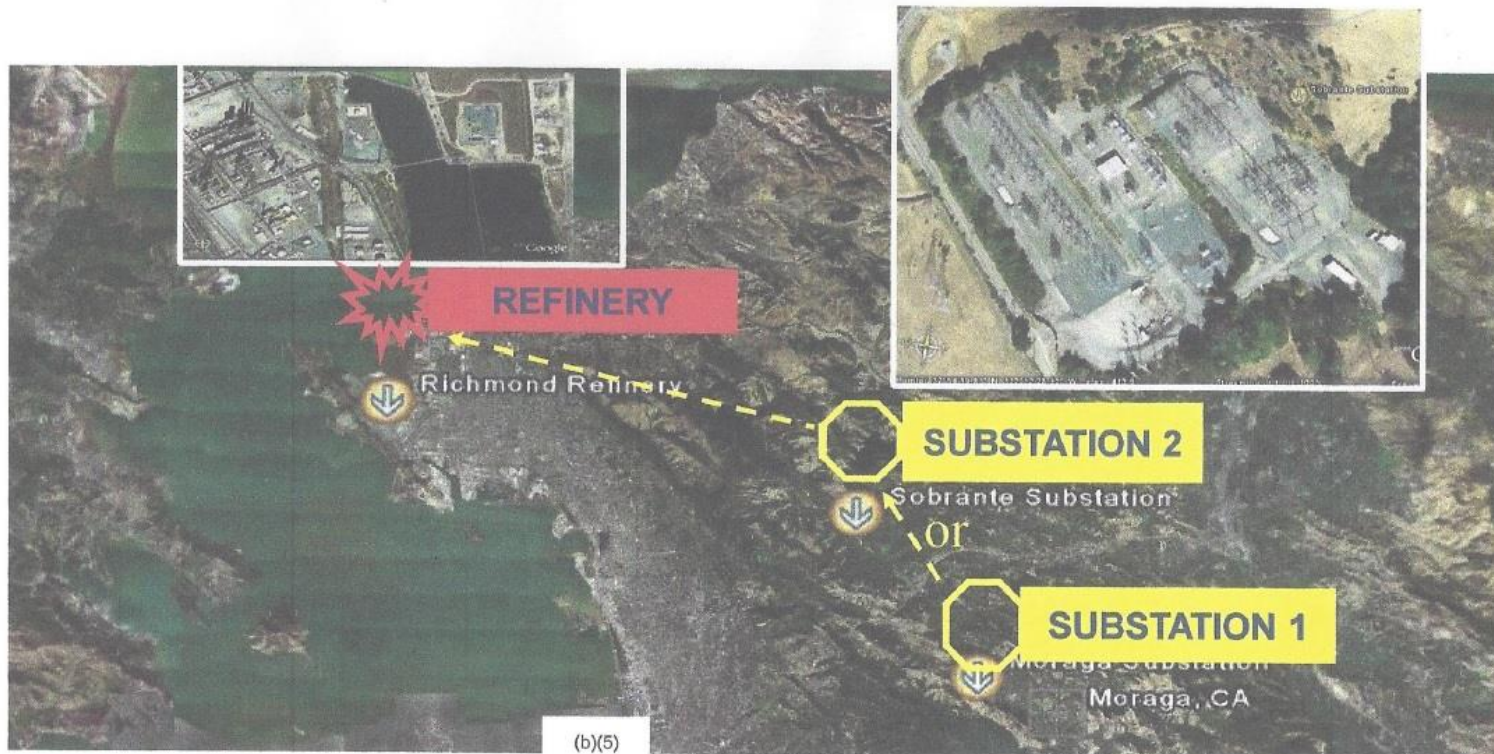 Sobrante Substation
Google
REFINERY
Richmond Refinery
SUBSTATION 2
Sobrante Substation
or
SUBSTATION 1
Moraga Substation
Moraga, CA
(b)(5)